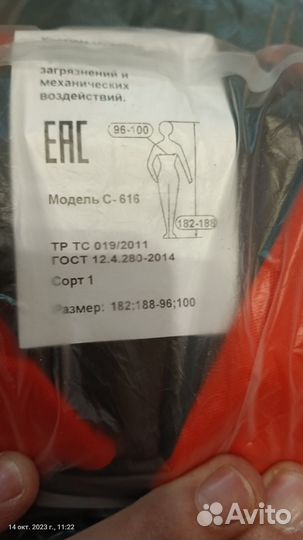 загрязнений и
механических
воздействий.
ЕАС
96-100
182-188
Модель С- 616
ТР ТС 019/2011
ГОСТ 12.4.280-2014
Сорт 1
Размер: 182;188-96;100
14 окт. 2023 г., 11:22
Avito